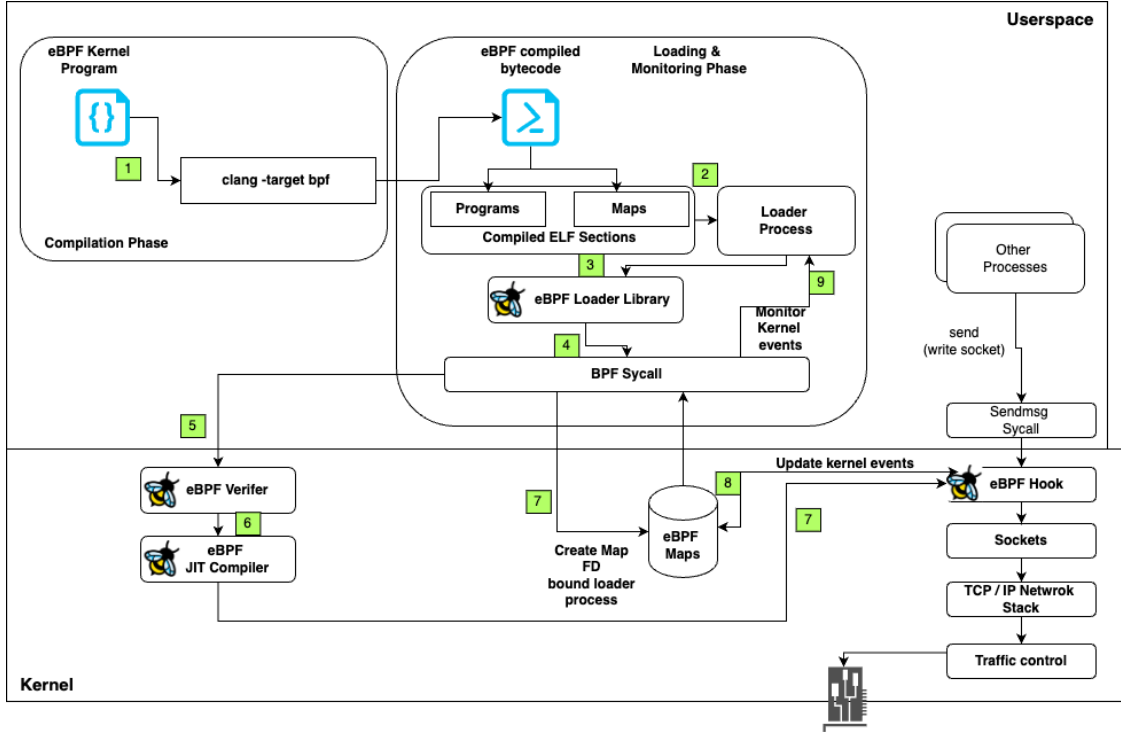 Userspace
eBPF Kernel
Program
{}
1
clang -target bpf
Compilation Phase
eBPF compiled
bytecode
Loading &
Monitoring Phase
Programs
Maps
Compiled ELF Sections
2
Loader
Process
3
eBPF Loader Library
9
Monitor
Kernel
events
4
BPF Sycall
Other
Processes
send
(write socket)
Sendmsg
Sycall
5
eBPF Verifer
6
eBPF
JIT Compiler
7
Create Map
FD
bound loader
process
eBPF
Maps
8
Update kernel events
7
eBPF Hook
Sockets
TCP / IP Netwrok
Stack
Traffic control
Kernel